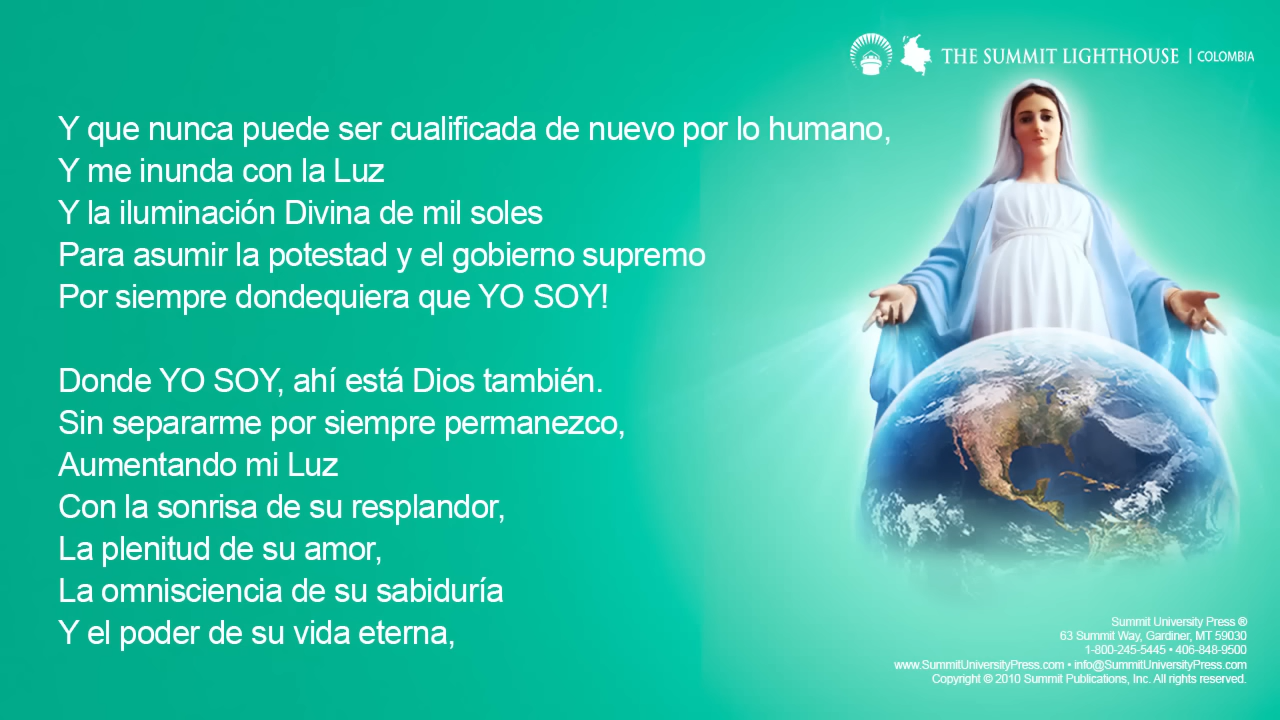 THE SUMMIT LIGHTHOUSE | COLOMBIA
Y que nunca puede ser cualificada de nuevo por lo humano,
Y me inunda con la Luz
Y la iluminación Divina de mil soles
Para asumir la potestad y el gobierno supremo
Por siempre dondequiera que YO SOY!
Donde YO SOY, ahí está Dios también.
Sin separarme por siempre permanezco,
Aumentando mi Luz
Con la sonrisa de su resplandor,
La plenitud de su amor,
La omnisciencia de su sabiduría
Y el poder de su vida eterna,
Summit University Press ®
63 Summit Way, Gardiner, MT 59030
1-800-245-5445 • 406-848-9500
www.SummitUniversityPress.com • info@SummitUniversityPress.com
Copyright © 2010 Summit Publications, Inc. All rights reserved.